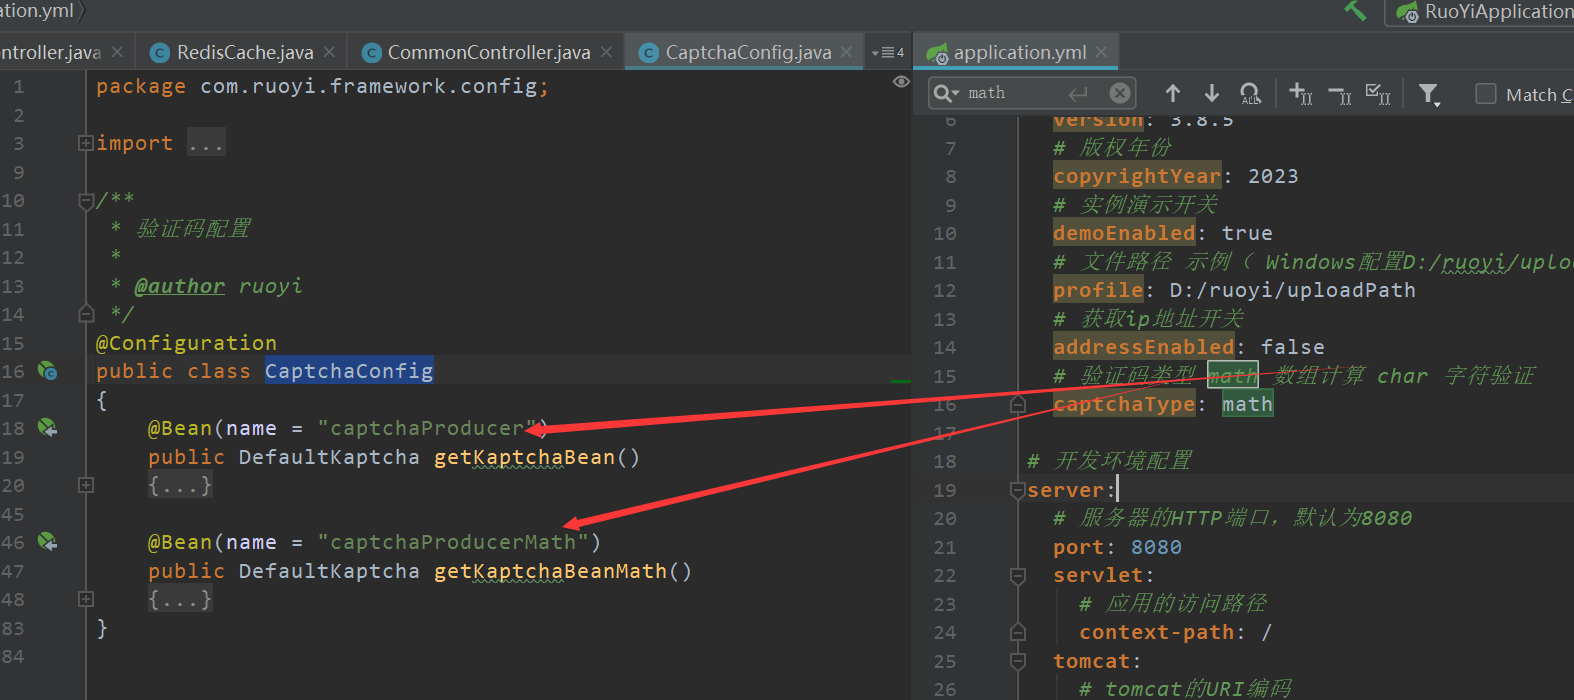 ation.yml
RuoYiApplication
ontroller.java
RedisCache.java
CommonController.java
CaptchaConfig.java
4
application.yml
math
Match C
1 package com.ruoyi.framework.config;
2
3 import ...
9
10 /**
11 * 验证码配置
12 *
13 * @author ruoyi
14 */
15 @Configuration
16 public class CaptchaConfig
17 {
18 @Bean(name = "captchaProducer")
19 public DefaultKaptcha getKaptchaBean()
20 {...}
45
46 @Bean(name = "captchaProducerMath")
47 public DefaultKaptcha getKaptchaBeanMath()
48 {...}
83 }
84
6 version: 3.8.5
7 # 版权年份
8 copyrightYear: 2023
9 # 实例演示开关
10 demoEnabled: true
11 # 文件路径 示例（ Windows配置D:/ruoyi/uplo
12 profile: D:/ruoyi/uploadPath
13 # 获取ip地址开关
14 addressEnabled: false
15 # 验证码类型 math 数组计算 char 字符验证
16 captchaType: math
17
18 # 开发环境配置
19 server:
20 # 服务器的HTTP端口，默认为8080
21 port: 8080
22 servlet:
23 # 应用的访问路径
24 context-path: /
25 tomcat:
26 # tomcat的URI编码